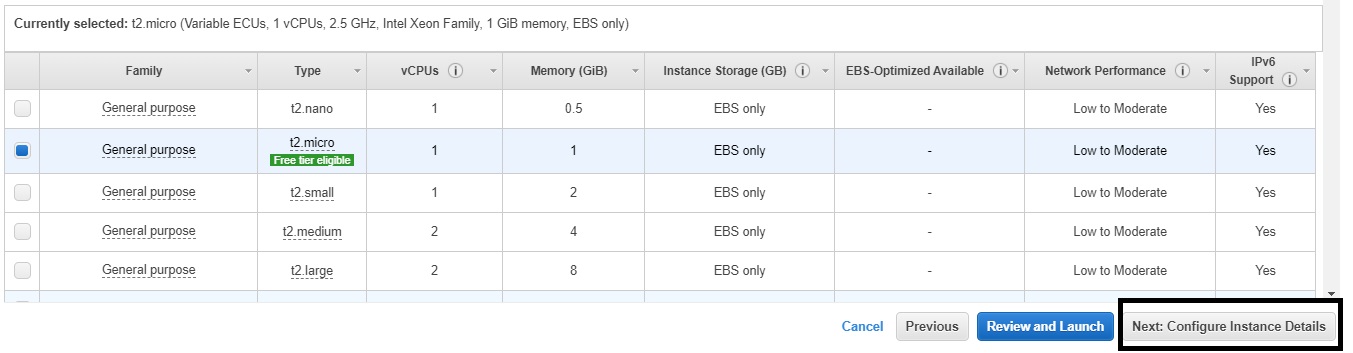 Currently selected: t2.micro (Variable ECUs, 1 vCPUs, 2.5 GHz, Intel Xeon Family, 1 GiB memory, EBS only)
Family Type vCPUs i Memory (GiB) Instance Storage (GB) i EBS-Optimized Available i Network Performance i IPv6 Support i
General purpose t2.nano 1 0.5 EBS only - Low to Moderate Yes
General purpose t2.micro Free tier eligible 1 1 EBS only - Low to Moderate Yes
General purpose t2.small 1 2 EBS only - Low to Moderate Yes
General purpose t2.medium 2 4 EBS only - Low to Moderate Yes
General purpose t2.large 2 8 EBS only - Low to Moderate Yes
Cancel Previous Review and Launch Next: Configure Instance Details